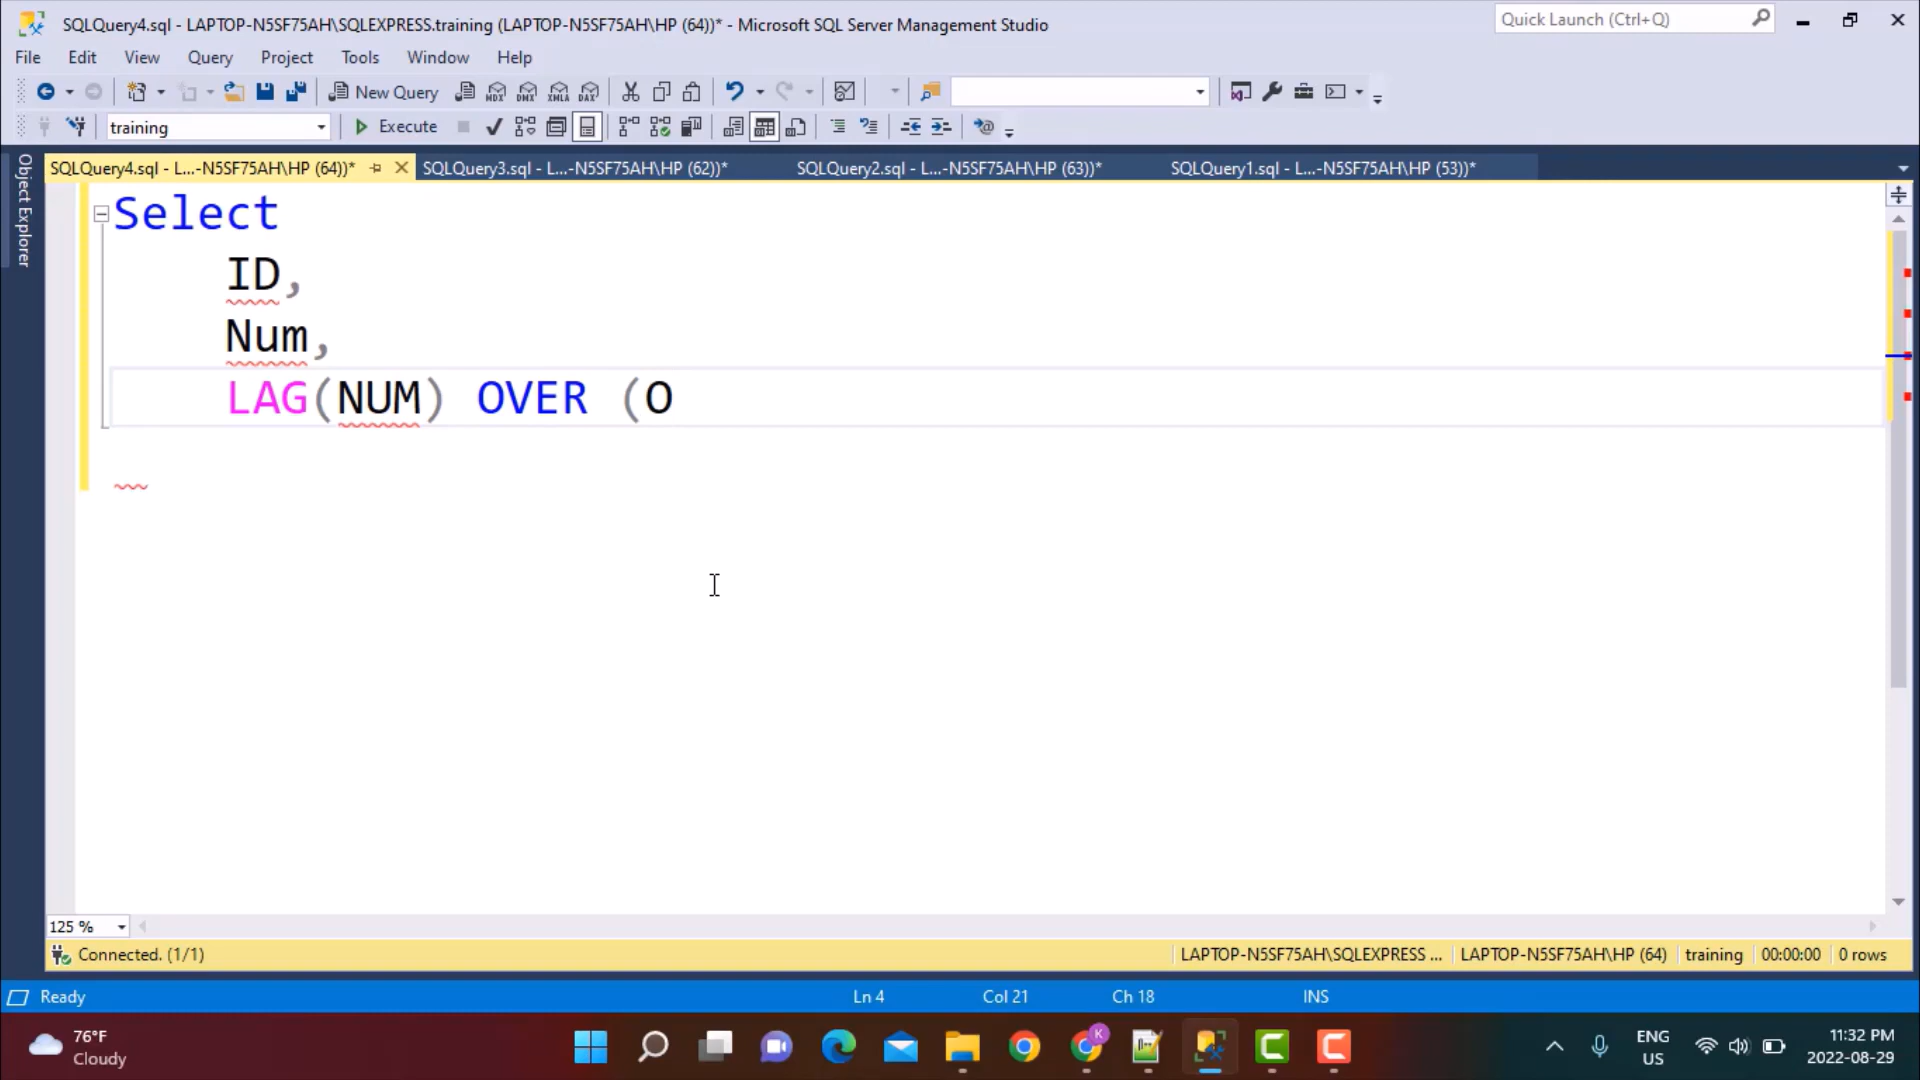 SQLQuery4.sql - LAPTOP-N5SF75AH\SQLEXPRESS.training (LAPTOP-N5SF75AH\HP (64))* - Microsoft SQL Server Management Studio
Quick Launch (Ctrl+Q)
File Edit View Query Project Tools Window Help
New Query
MDX DMX XMLA DAX
training Execute
SQLQuery4.sql - L...-N5SF75AH\HP (64))* SQLQuery3.sql - L...-N5SF75AH\HP (62))* SQLQuery2.sql - L...-N5SF75AH\HP (63))* SQLQuery1.sql - L...-N5SF75AH\HP (53))*
Object Explorer
Select
ID,
Num,
LAG(NUM) OVER (O
125 %
Connected. (1/1) LAPTOP-N5SF75AH\SQLEXPRESS ... LAPTOP-N5SF75AH\HP (64) training 00:00:00 0 rows
Ready Ln 4 Col 21 Ch 18 INS
76°F
Cloudy
K
ENG
US
11:32 PM
2022-08-29